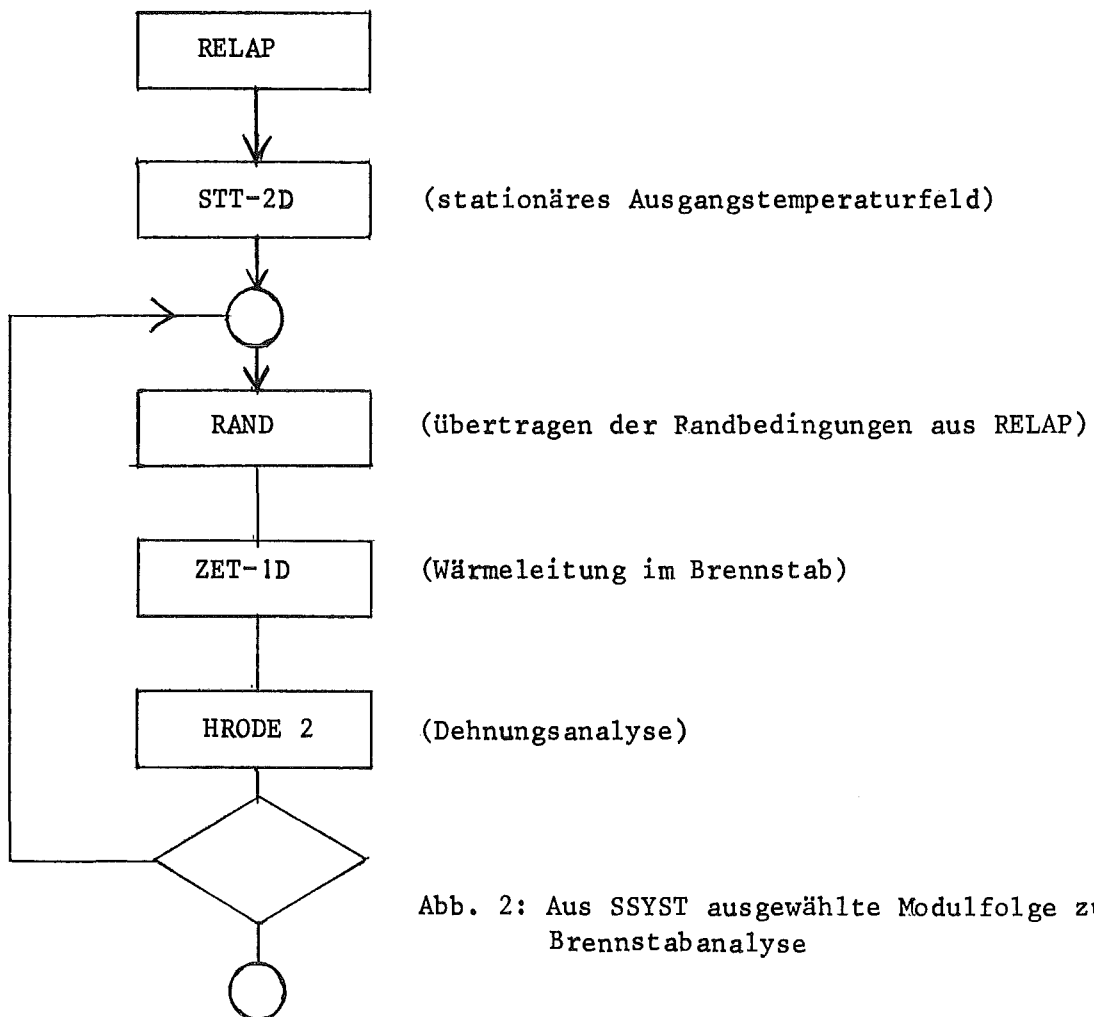 RELAP
STT-2D (stationäres Ausgangstemperaturfeld)
RAND (übertragen der Randbedingungen aus RELAP)
ZET-1D (Wärmeleitung im Brennstab)
HRODE 2 (Dehnungsanalyse)
Abb. 2: Aus SSYST ausgewählte Modulfolge
Brennstabanalyse